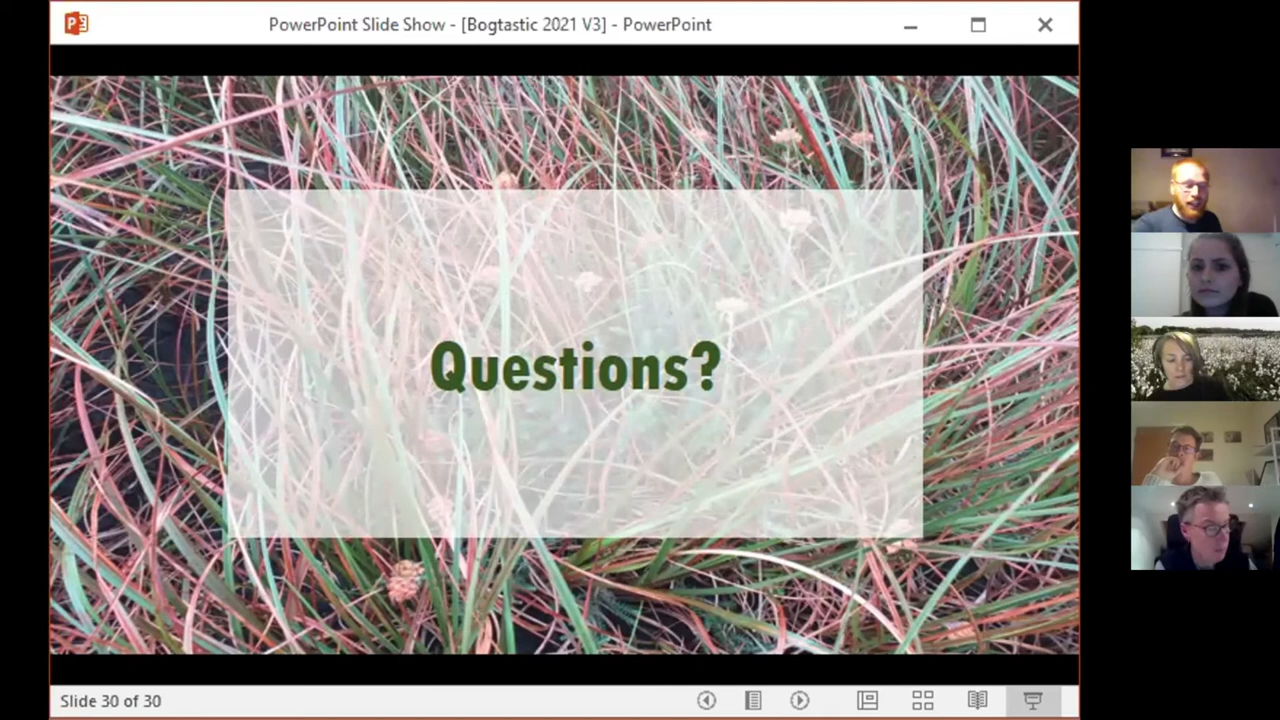 PowerPoint Slide Show - [Bogtastic 2021 V3] - PowerPoint
Questions?
Slide 30 of 30